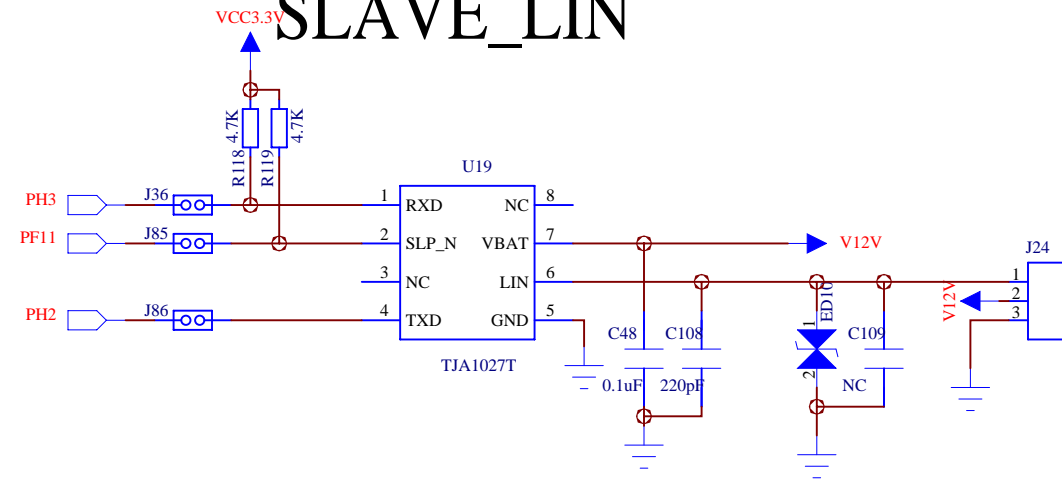 SLAVE_LIN
VCC3.3V
4.7K
4.7K
R118
R119
U19
PH3
J36
1
RXD
NC
8
PF11
J85
2
SLP_N
VBAT
7
V12V
3
NC
LIN
6
PH2
J86
4
TXD
GND
5
TJA1027T
C48
0.1uF
C108
220pF
ED10
1
2
C109
NC
J24
1
2
3
V12V